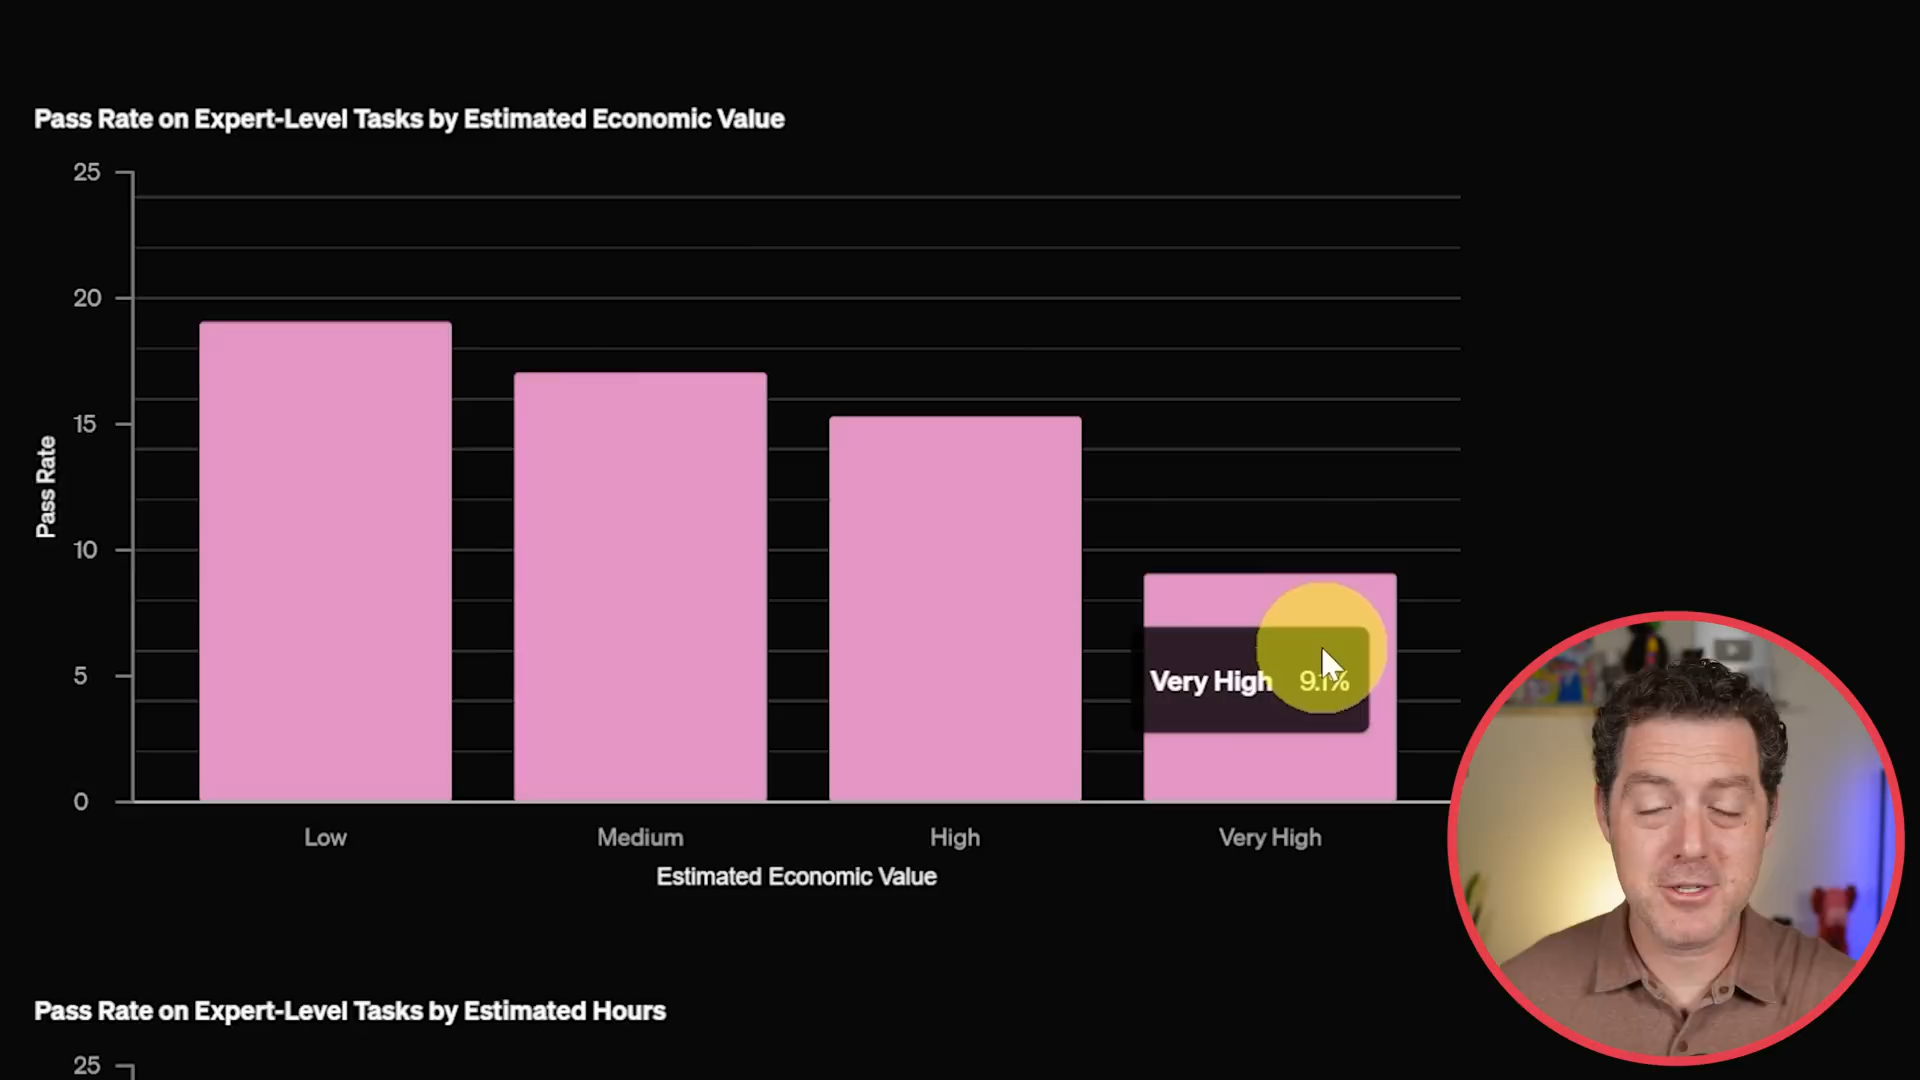 Pass Rate on Expert-Level Tasks by Estimated Economic Value
25
20
15
10
5
0
Pass Rate
Very High 9.1%
Low Medium High Very High
Estimated Economic Value
Pass Rate on Expert-Level Tasks by Estimated Hours
25